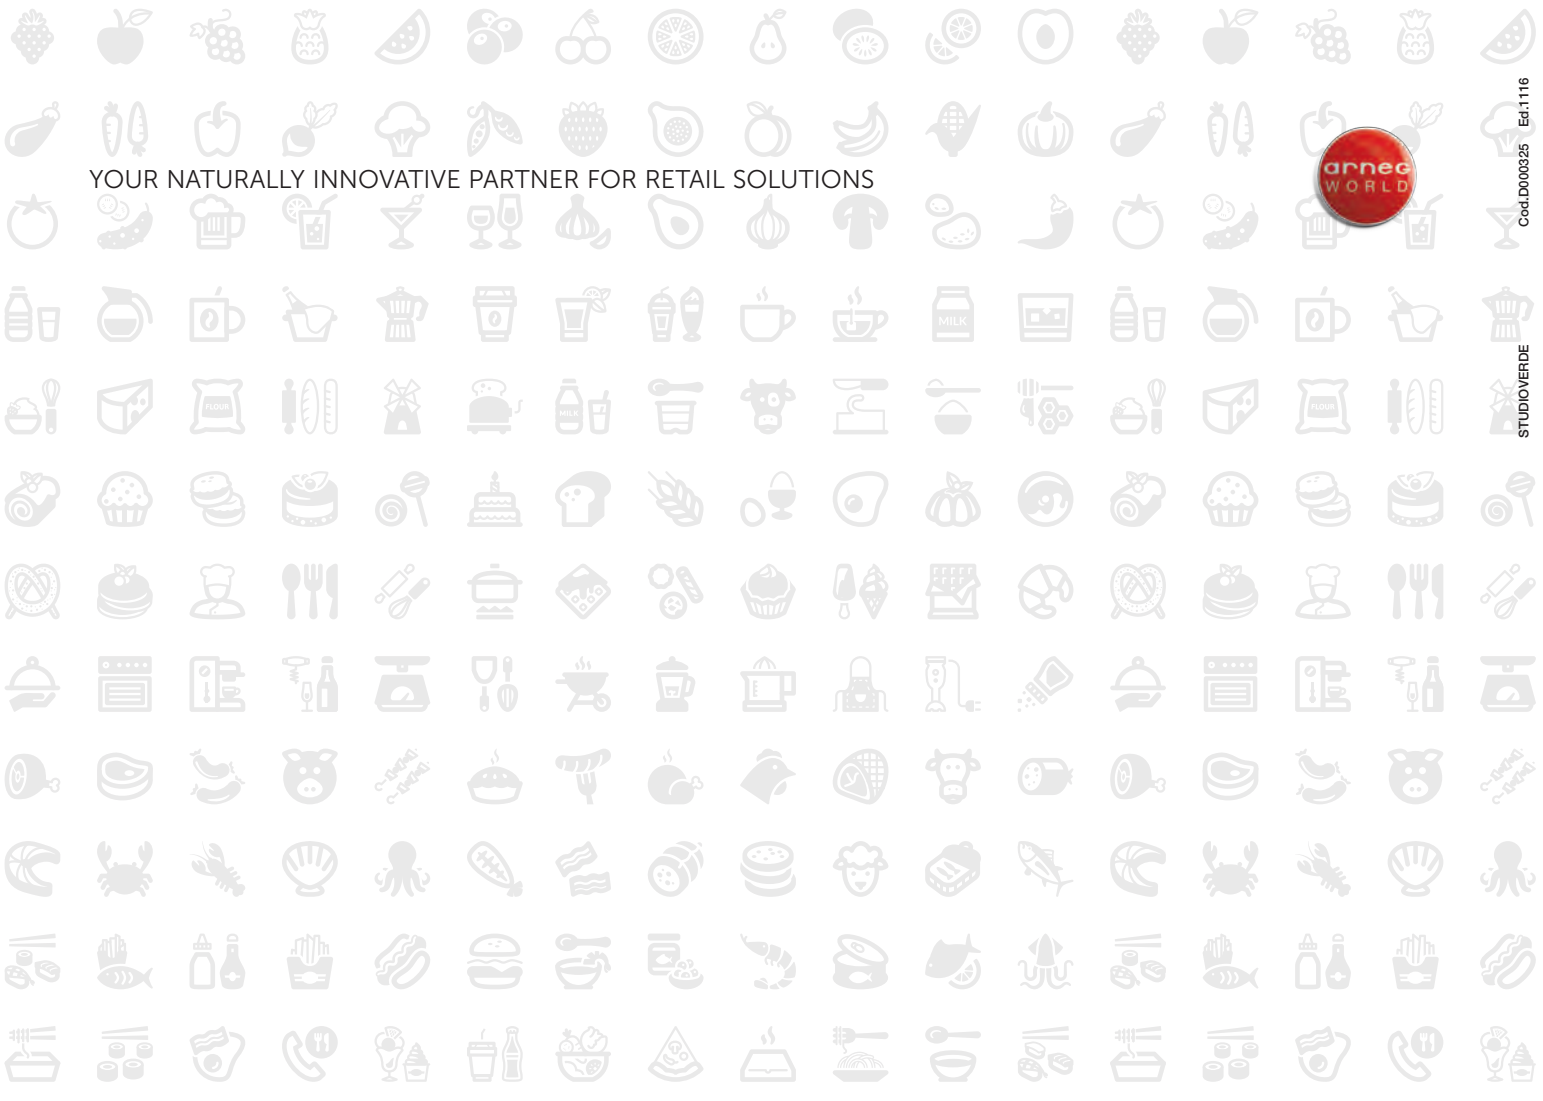 YOUR NATURALLY INNOVATIVE PARTNER FOR RETAIL SOLUTIONS
arneg
WORLD
Cod.D000325 Ed.1116
STUDIOVERDE
MILK
FLOUR
MILK
FLOUR